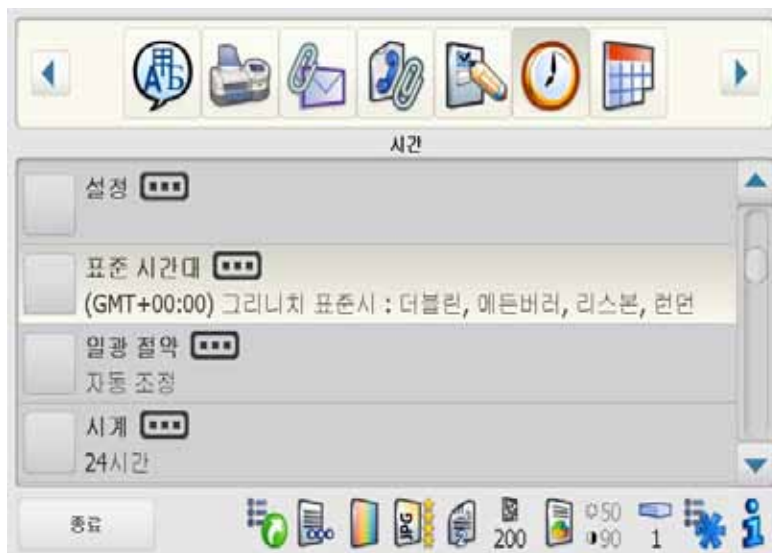 시간
설정
표준 시간대
(GMT+00:00) 그리니치 표준시 : 더블린, 에든버러, 리스본, 런던
일광 절약
자동 조정
시계
24시간
종료
JPG
200
50
90
1